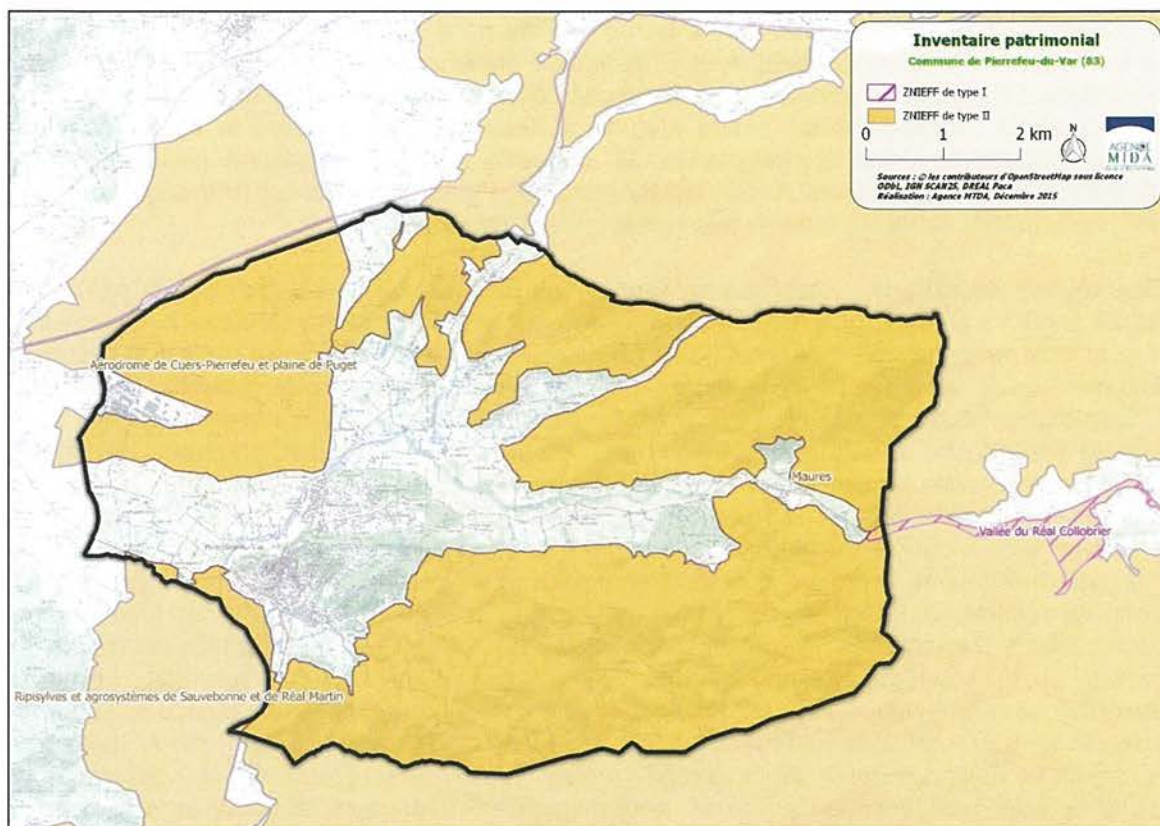 Inventaire patrimonial
Commune de Pierrefeu-du-Var (83)
ZNIEFF de type I
ZNIEFF de type II
0 1 2 km
N
AGENCE
MTDA
Sources : © les contributeurs d'OpenStreetMap sous licence
ODbL, IGN SCAN25, DREAL Paca
Réalisation : Agence MTDA, Décembre 2015
Aérodrome de Cuers-Pierrefeu et plaine de Puget
Maures
Vallée du Réal Collobrier
Ripisylves et agrosystèmes de Sauvebonne et de Réal Martin